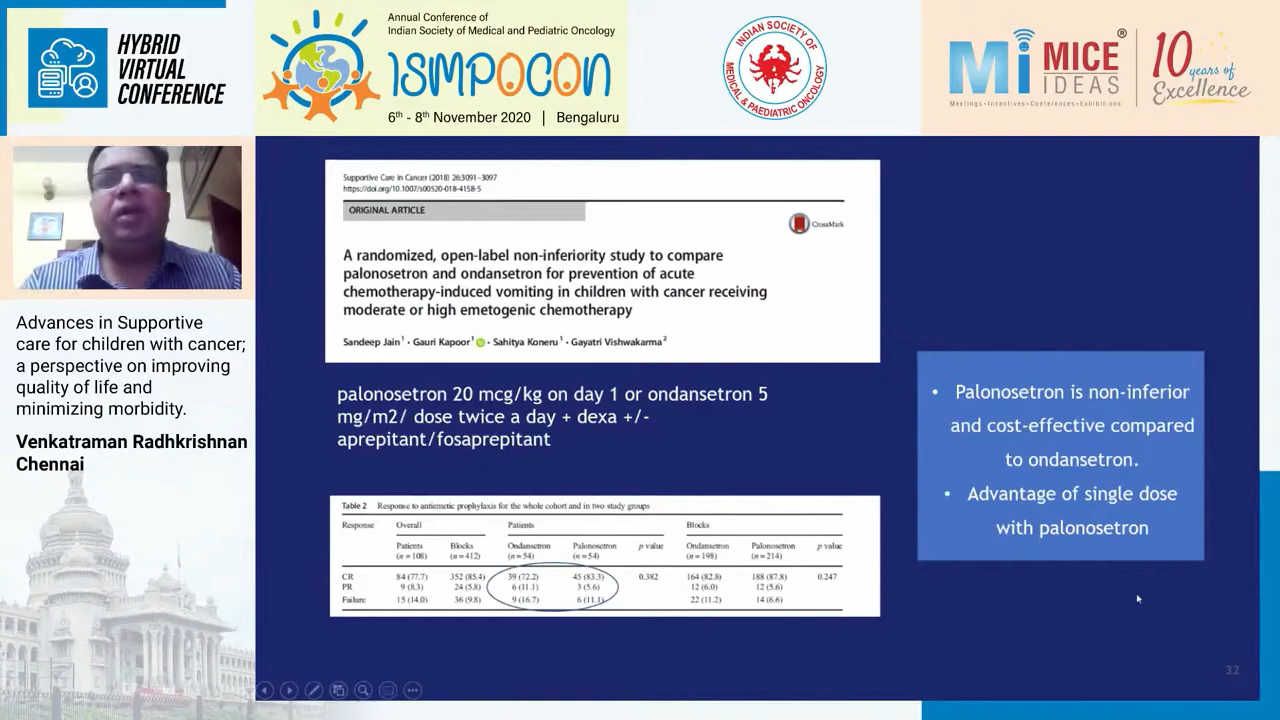 HYBRID
VIRTUAL
CONFERENCE
Annual Conference of
Indian Society of Medical and Pediatric Oncology
ISMPOCON
6th - 8th November 2020 | Bengaluru
INDIAN SOCIETY OF
MEDICAL & PAEDIATRIC ONCOLOGY
Mi MICE ®
IDEAS
Meetings • Incentives • Conferences • Exhibitions
10
years of
Excellence
Advances in Supportive
care for children with cancer;
a perspective on improving
quality of life and
minimizing morbidity.
Venkatraman Radhkrishnan
Chennai
Supportive Care in Cancer (2018) 26:3091–3097
https://doi.org/10.1007/s00520-018-4158-5
ORIGINAL ARTICLE
CrossMark
A randomized, open-label non-inferiority study to compare
palonosetron and ondansetron for prevention of acute
chemotherapy-induced vomiting in children with cancer receiving
moderate or high emetogenic chemotherapy
Sandeep Jain1 · Gauri Kapoor1 · Sahitya Koneru1 · Gayatri Vishwakarma2
palonosetron 20 mcg/kg on day 1 or ondansetron 5
mg/m2/ dose twice a day + dexa +/-
aprepitant/fosaprepitant
Table 2 Response to antiemetic prophylaxis for the whole cohort and in two study groups
Response Overall Patients Blocks
Patients Blocks Ondansetron Palonosetron p value Ondansetron Palonosetron p value
(n = 108) (n = 412) (n = 54) (n = 54) (n = 198) (n = 214)
CR 84 (77.7) 352 (85.4) 39 (72.2) 45 (83.3) 0.382 164 (82.8) 188 (87.8) 0.247
PR 9 (8.3) 24 (5.8) 6 (11.1) 3 (5.6) 12 (6.0) 12 (5.6)
Failure 15 (14.0) 36 (9.8) 9 (16.7) 6 (11.1) 22 (11.2) 14 (6.6)
• Palonosetron is non-inferior
and cost-effective compared
to ondansetron.
• Advantage of single dose
with palonosetron
32